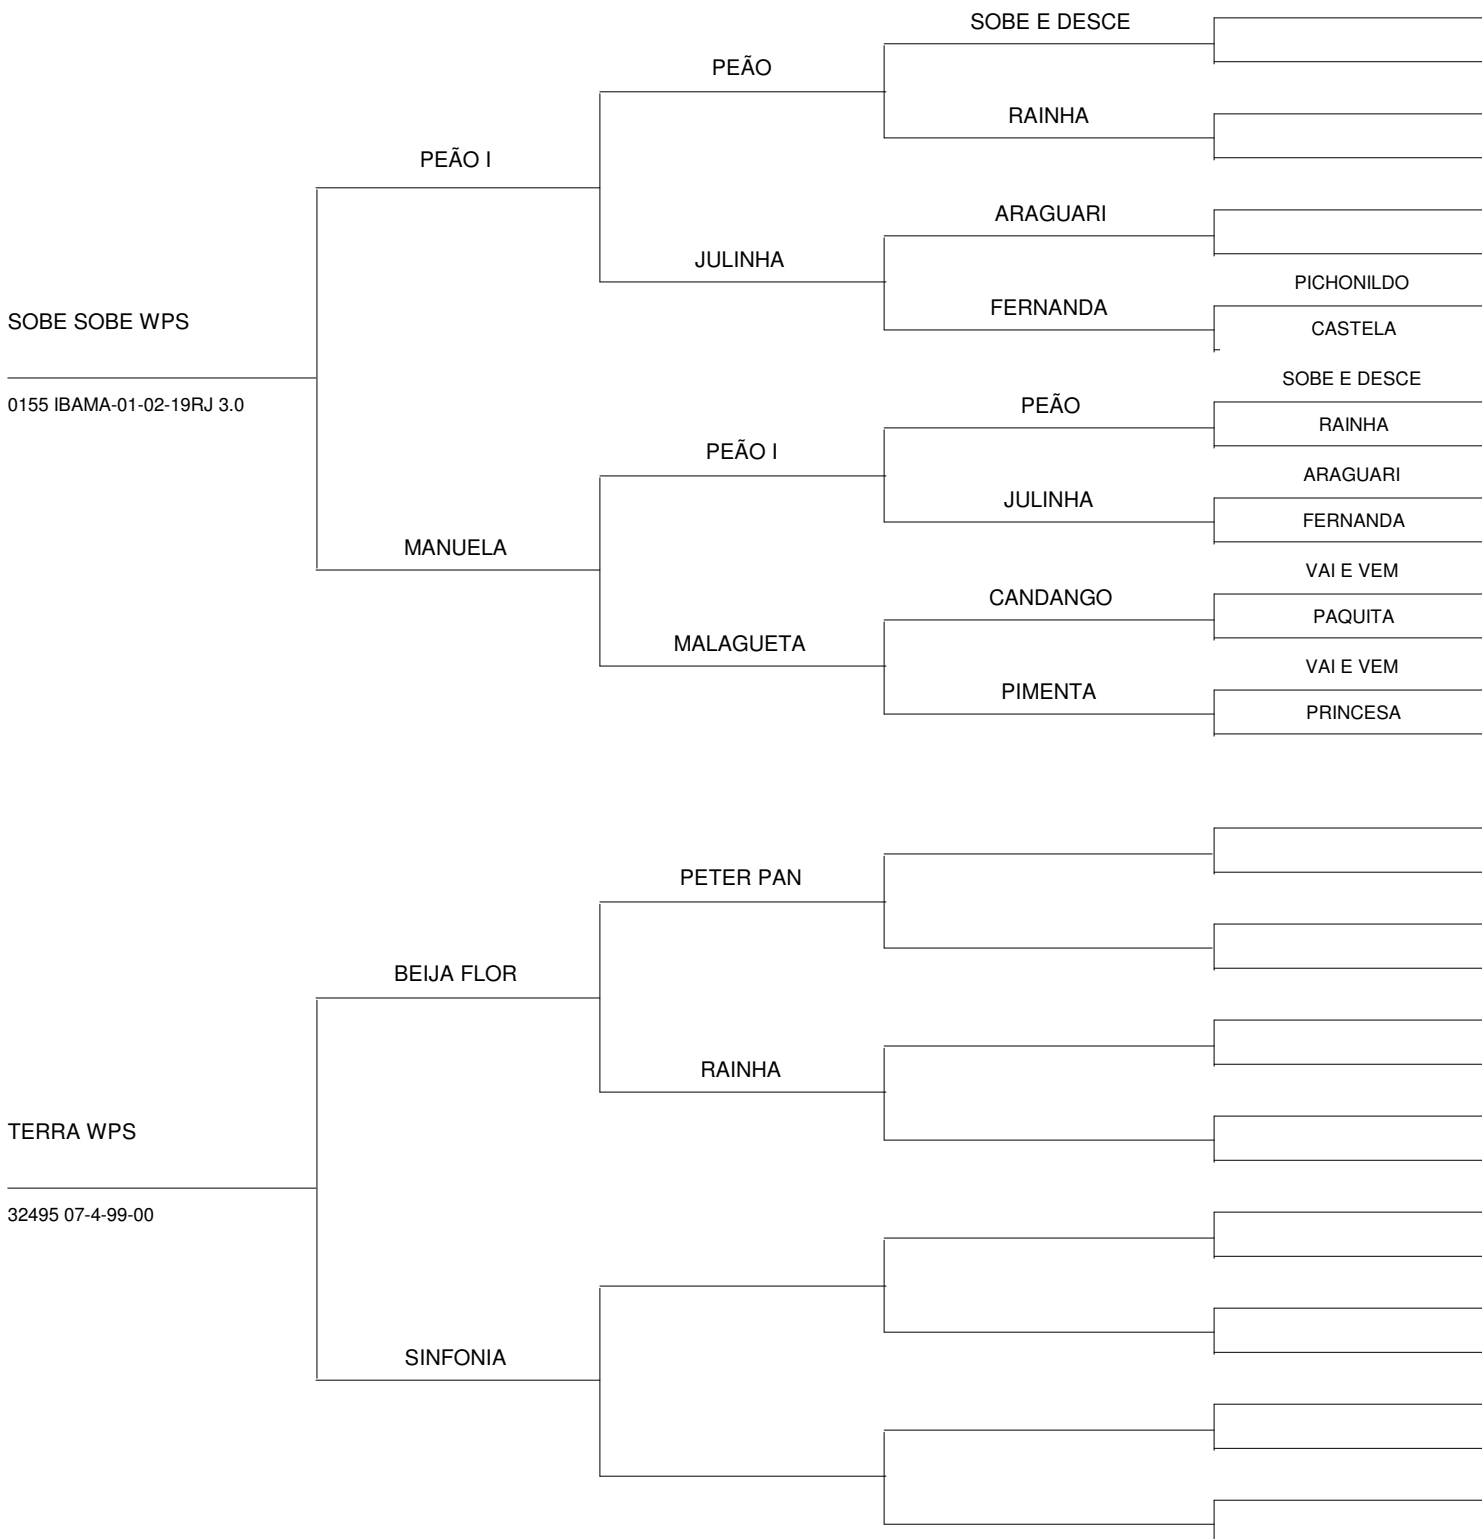 SOBE E DESCE
PEÃO
RAINHA
PEÃO I
ARAGUARI
JULINHA
PICHONILDO
FERNANDA
SOBE SOBE WPS
CASTELA
SOBE E DESCE
0155 IBAMA-01-02-19RJ 3.0
PEÃO
RAINHA
PEÃO I
ARAGUARI
JULINHA
FERNANDA
MANUELA
VAI E VEM
CANDANGO
PAQUITA
MALAGUETA
VAI E VEM
PIMENTA
PRINCESA
PETER PAN
BEIJA FLOR
RAINHA
TERRA WPS
32495 07-4-99-00
SINFONIA